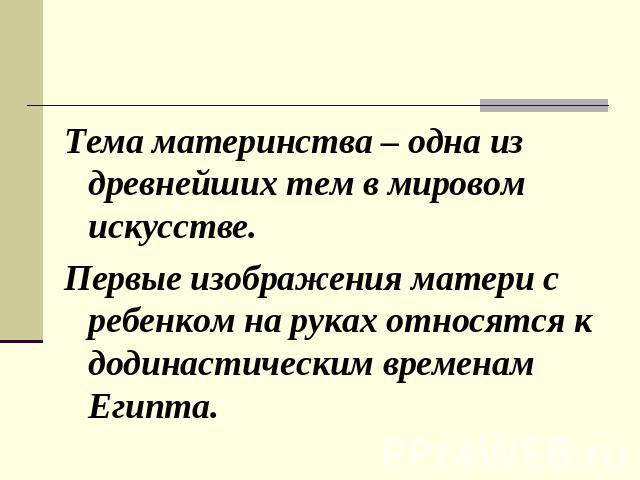 Тема материнства – одна из
древнейших тем в мировом
искусстве.
Первые изображения матери с
ребенком на руках относятся к
додинастическим временам
Египта.
PPt4WEB.ru